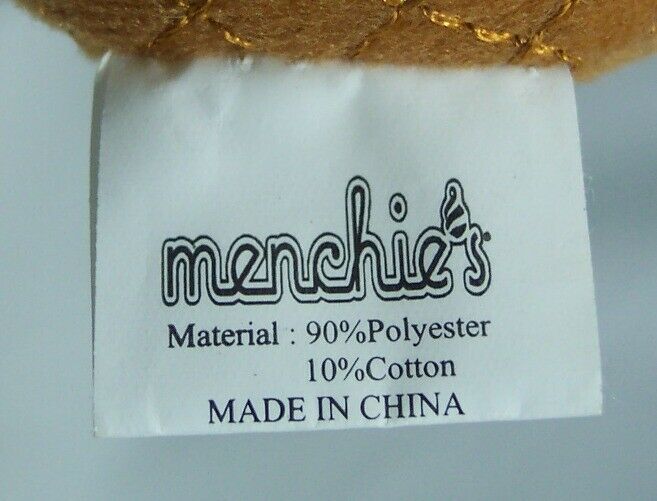 menchie's
Material : 90%Polyester
10%Cotton
MADE IN CHINA